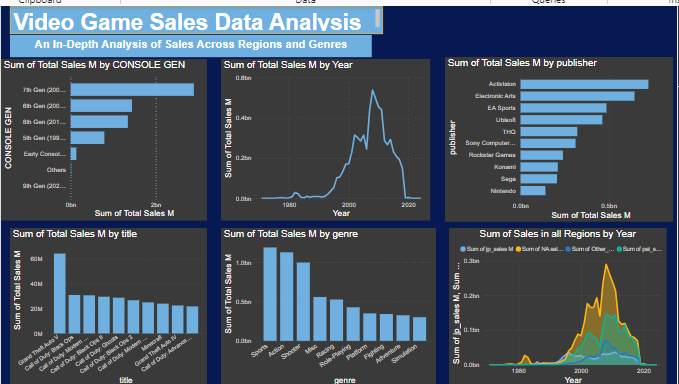 Clipboard
Data
Queries
Video Game Sales Data Analysis
An In-Depth Analysis of Sales Across Regions and Genres
Sum of Total Sales M by CONSOLE GEN
CONSOLE GEN
7th Gen (200...
6th Gen (200...
8th Gen (201...
5th Gen (199...
Early Consol...
Others
9th Gen (202...
0bn
2bn
Sum of Total Sales M
Sum of Total Sales M by Year
Sum of Total Sales M
0.6bn
0.4bn
0.2bn
0.0bn
1980
2000
2020
Year
Sum of Total Sales M by publisher
publisher
Activision
Electronic Arts
EA Sports
Ubisoft
THQ
Sony Computer...
Rockstar Games
Konami
Sega
Nintendo
0.0bn
0.5bn
Sum of Total Sales M
Sum of Total Sales M by title
Sum of Total Sales M
60M
40M
20M
0M
Grand Theft Auto V
Call of Duty: Black Ops
Call of Duty: Modern ...
Call of Duty: Black Ops II
Call of Duty: Ghosts
Call of Duty: Black Ops 3
Call of Duty: Modern ...
Minecraft
Grand Theft Auto IV
Call of Duty: Advance...
title
Sum of Total Sales M by genre
Sum of Total Sales M
1.0bn
0.5bn
0.0bn
Sports
Action
Shooter
Misc
Racing
Role-Playing
Platform
Fighting
Adventure
Simulation
genre
Sum of Sales in all Regions by Year
Sum of jp_sales M
Sum of NA sal...
Sum of Other_...
Sum of pal_s...
Sum of jp_sales M, Sum ...
0.3bn
0.2bn
0.1bn
0.0bn
1980
2000
2020
Year